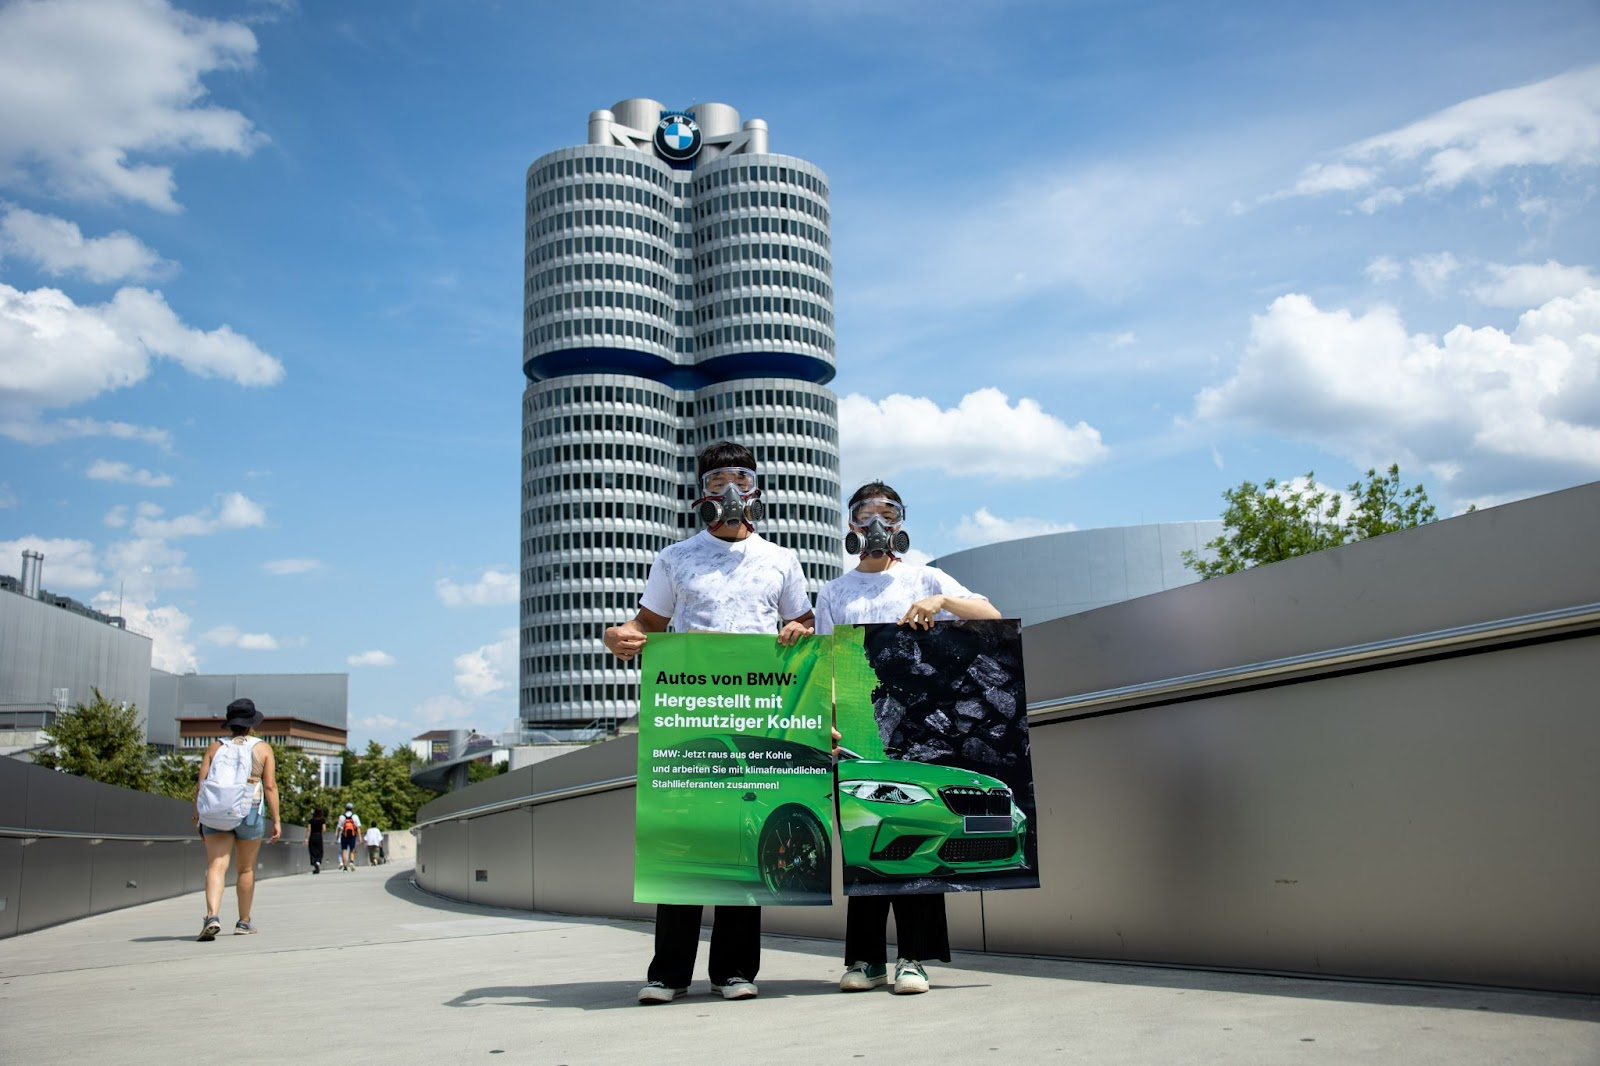 BMW
Autos von BMW:
Hergestellt mit
schmutziger Kohle!
BMW: Jetzt raus aus der Kohle
und arbeiten Sie mit klimafreundlichen
Stahllieferanten zusammen!